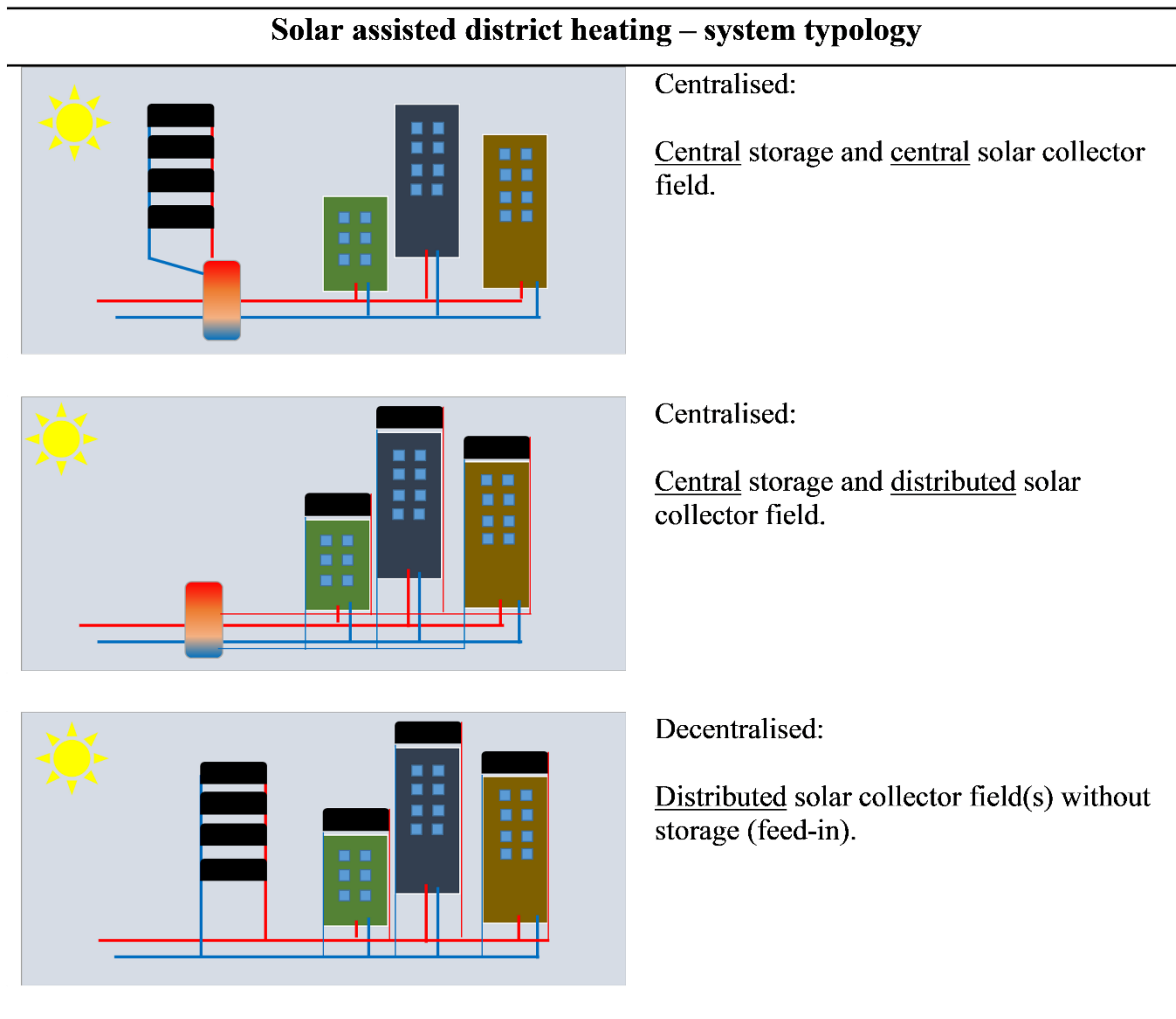 Solar assisted district heating – system typology
Centralised:
Central storage and central solar collector
field.
Centralised:
Central storage and distributed solar
collector field.
Decentralised:
Distributed solar collector field(s) without
storage (feed-in).